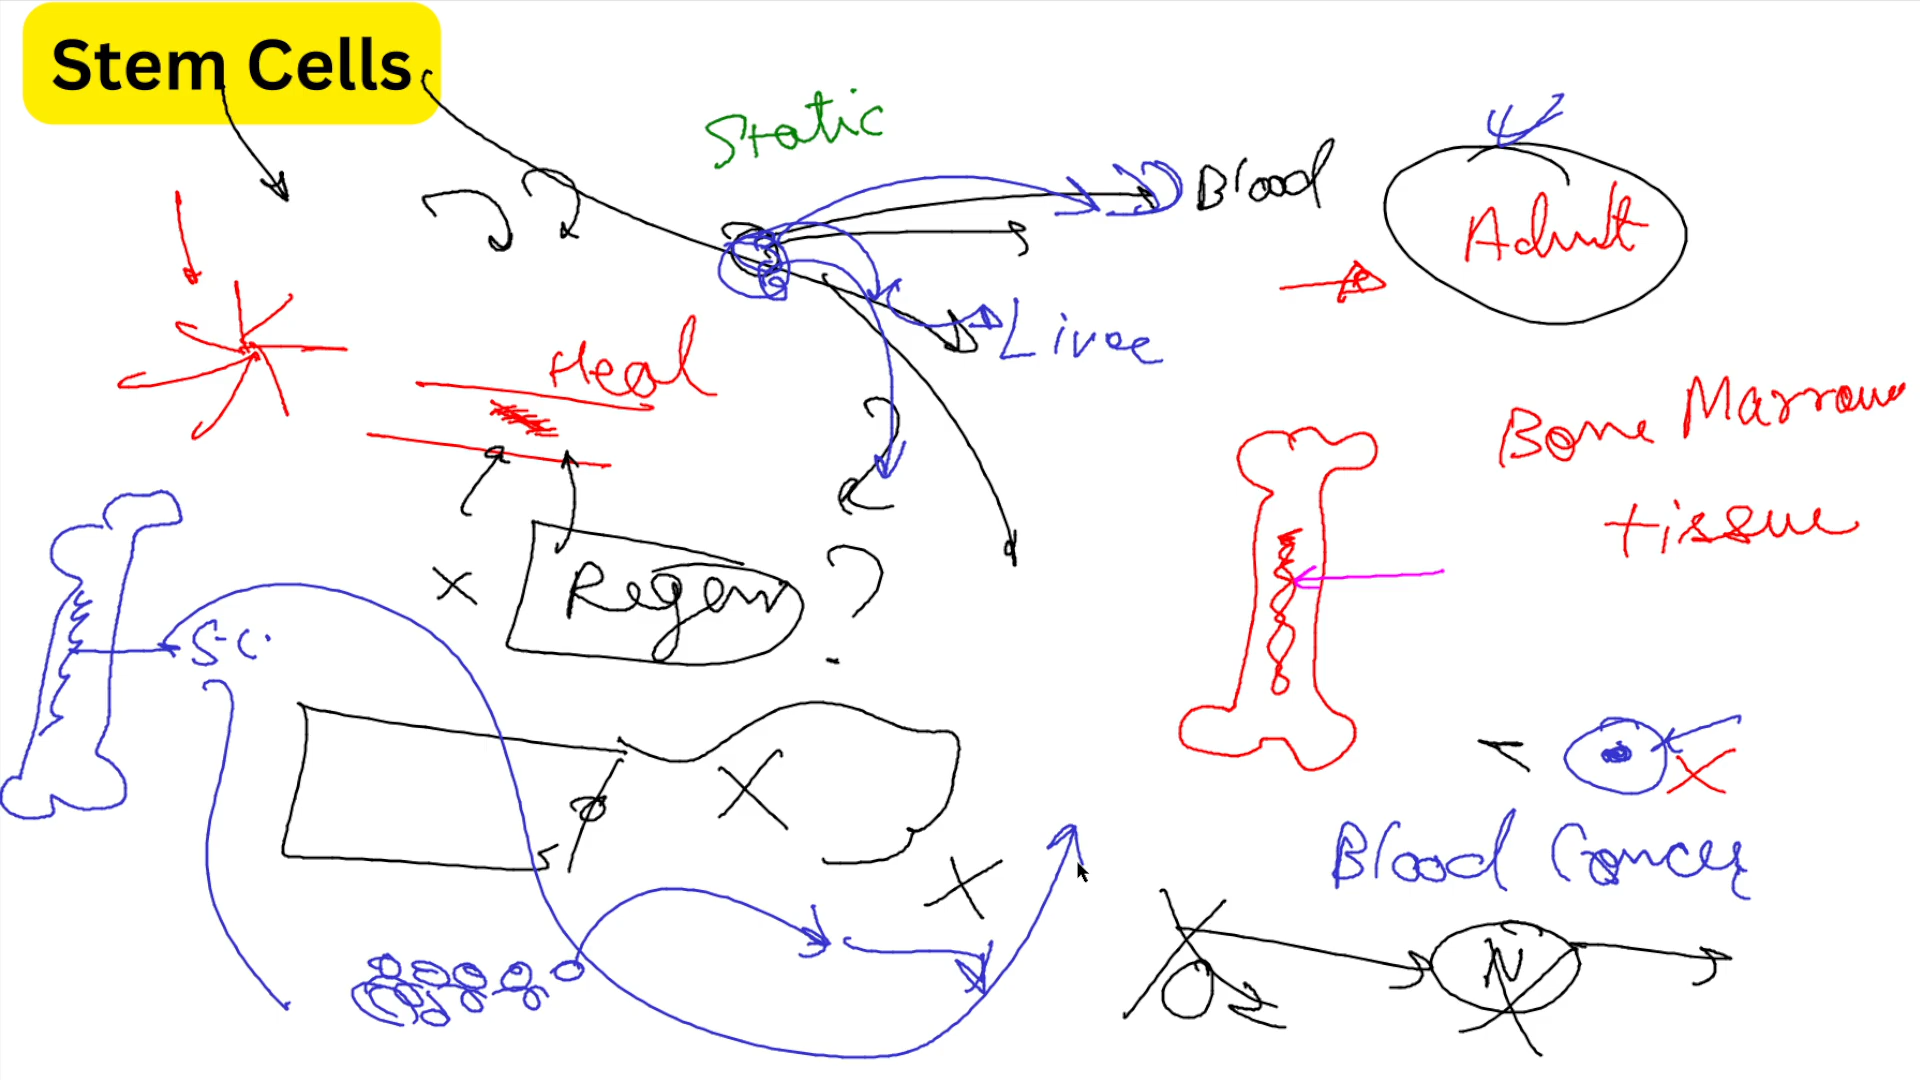 Stem Cells
Static
Blood
Adult
Liver
Heal
Bone Marrow
tissue
Regen
S.C.
Blood Cancer
N